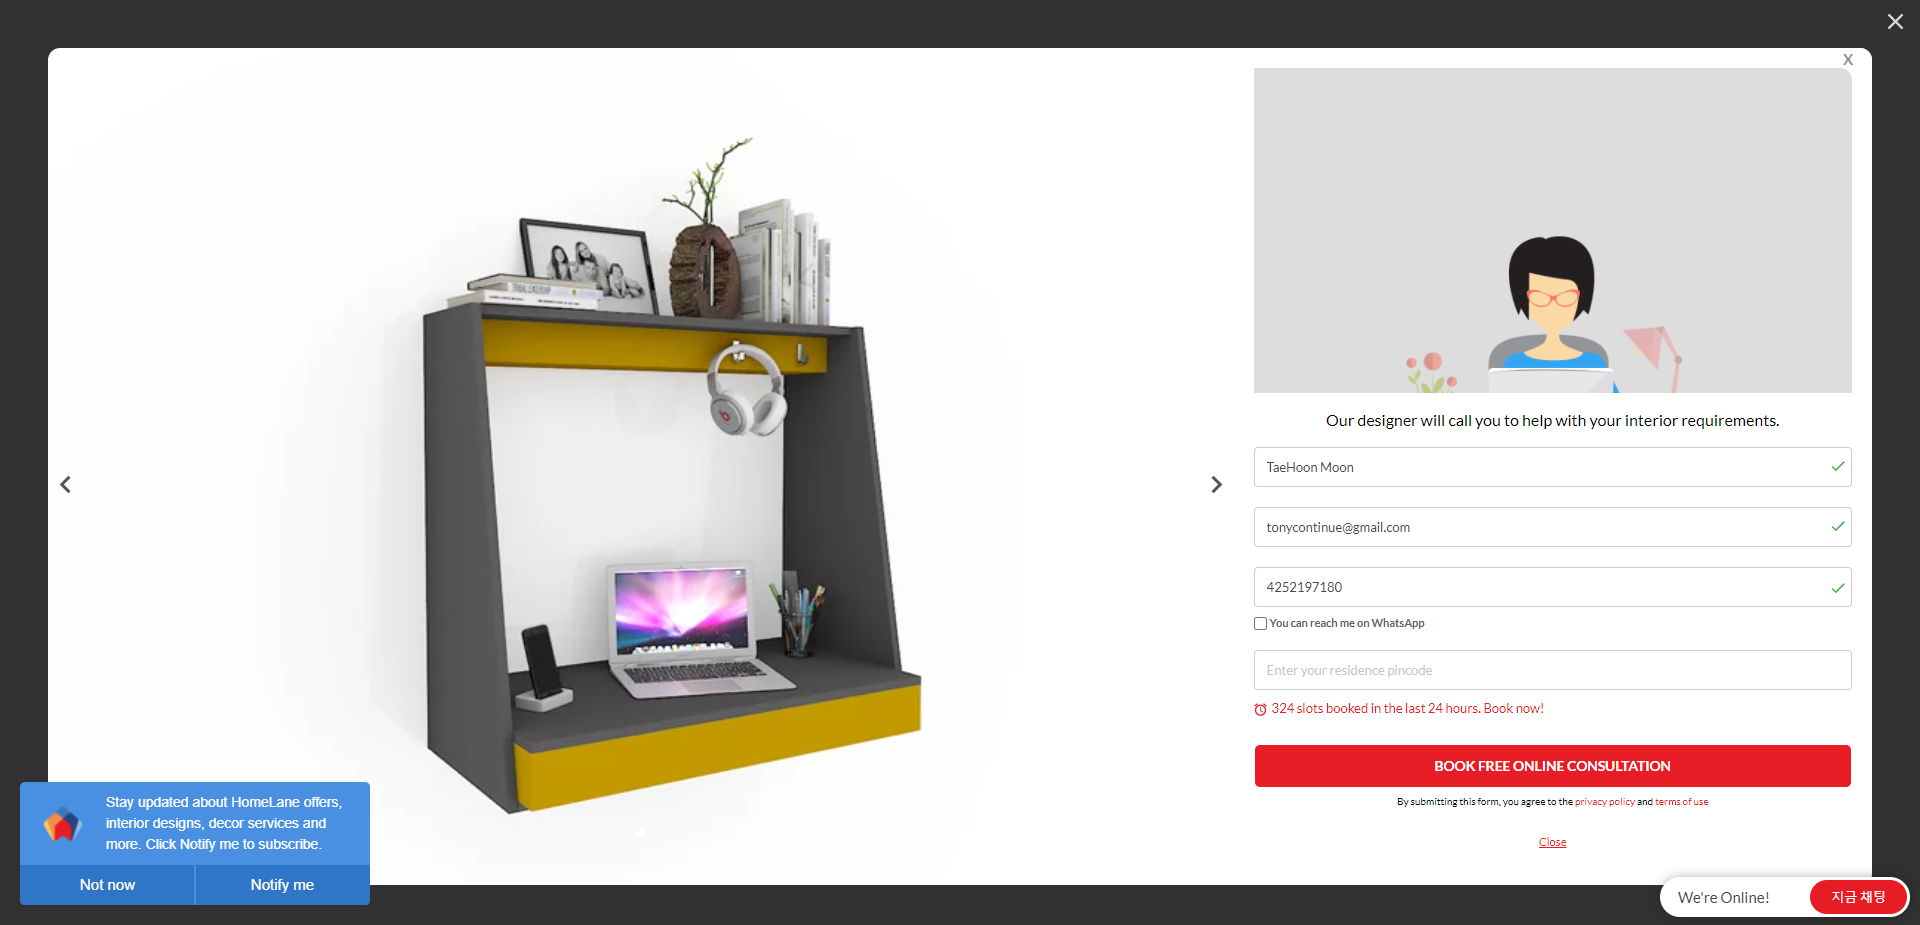 X
TRIBAL LEADERSHIP
Our designer will call you to help with your interior requirements.
TaeHoon Moon
tonycontinue@gmail.com
4252197180
You can reach me on WhatsApp
Enter your residence pincode
324 slots booked in the last 24 hours. Book now!
BOOK FREE ONLINE CONSULTATION
By submitting this form, you agree to the privacy policy and terms of use
Close
Stay updated about HomeLane offers,
interior designs, decor services and
more. Click Notify me to subscribe.
Not now
Notify me
We're Online!
지금 채팅